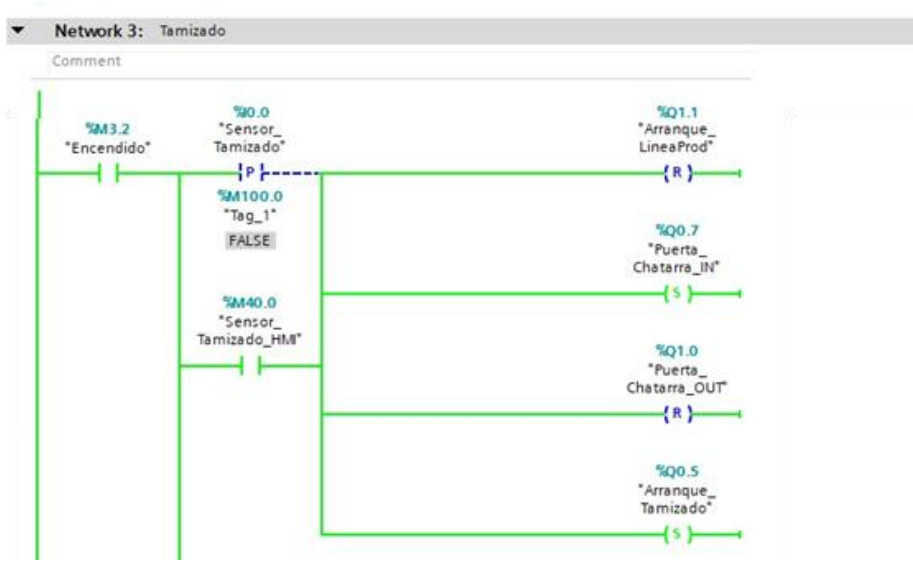 Network 3: Tamizado
Comment
%M3.2
"Encendido"
%I0.0
"Sensor_
Tamizado"
P
%M100.0
"Tag_1"
FALSE
%M40.0
"Sensor_
Tamizado_HMI"
%Q1.1
"Arranque_
LineaProd"
R
%Q0.7
"Puerta_
Chatarra_IN"
S
%Q1.0
"Puerta_
Chatarra_OUT"
R
%Q0.5
"Arranque_
Tamizado"
S